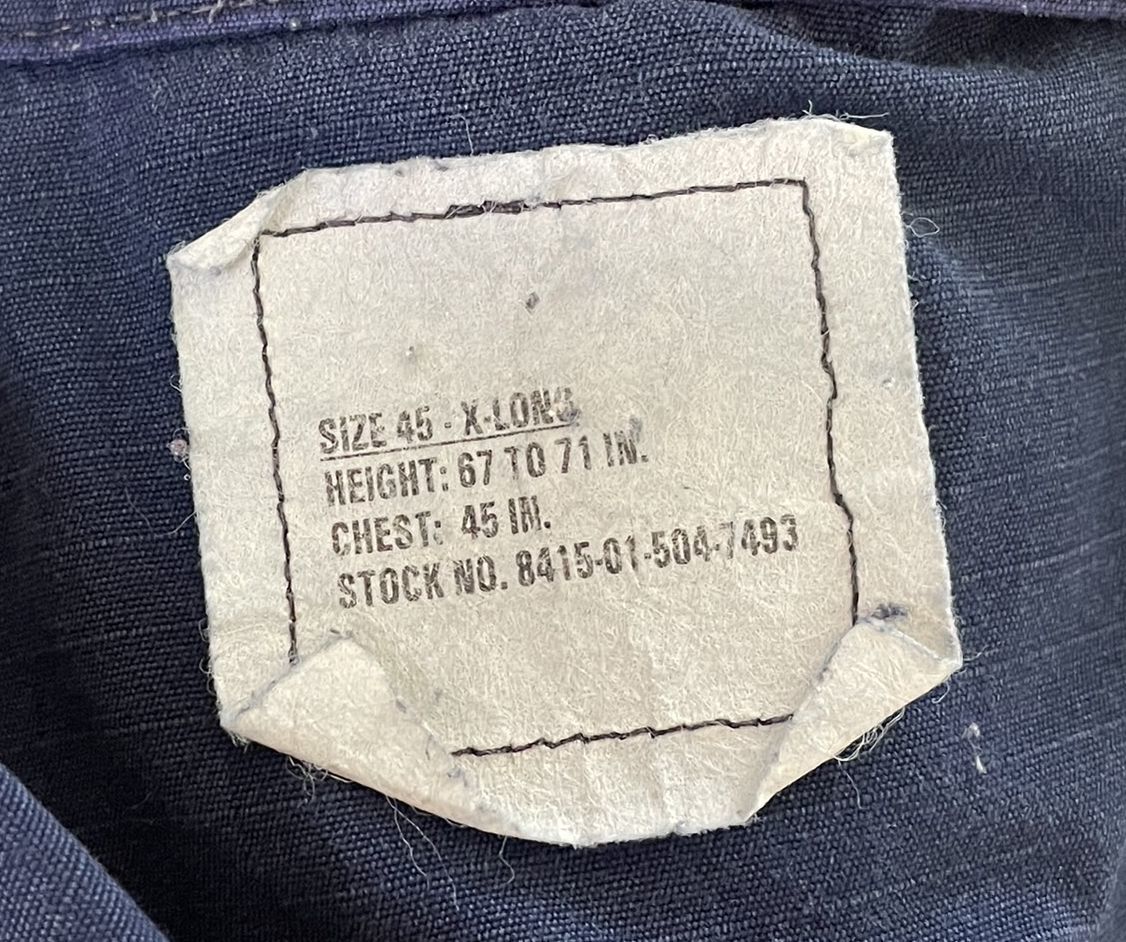 SIZE 45 - X-LONG
HEIGHT: 67 TO 71 IN.
CHEST: 45 IN.
STOCK NO. 8415-01-504-7493